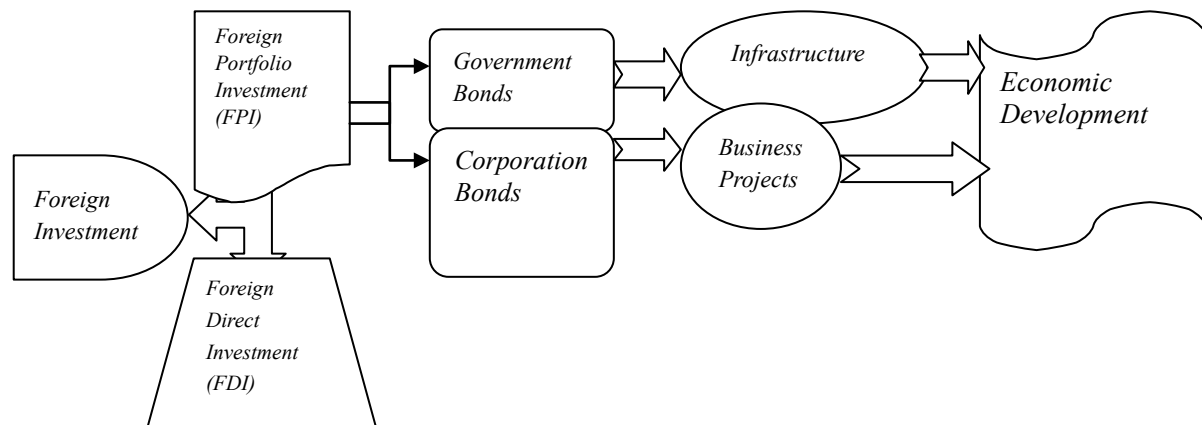 Foreign
Portfolio
Investment
(FPI)
Government
Bonds
Infrastructure
Economic
Development
Corporation
Bonds
Business
Projects
Foreign
Investment
Foreign
Direct
Investment
(FDI)